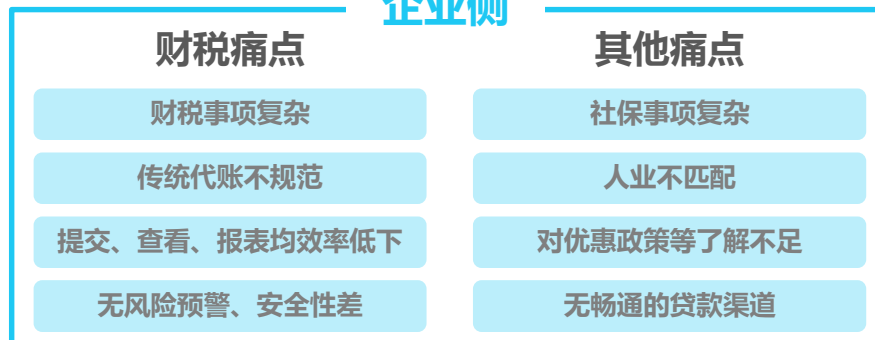 企业侧
财税痛点
其他痛点
财税事项复杂
社保事项复杂
传统代账不规范
人业不匹配
提交、查看、报表均效率低下
对优惠政策等了解不足
无风险预警、安全性差
无畅通的贷款渠道